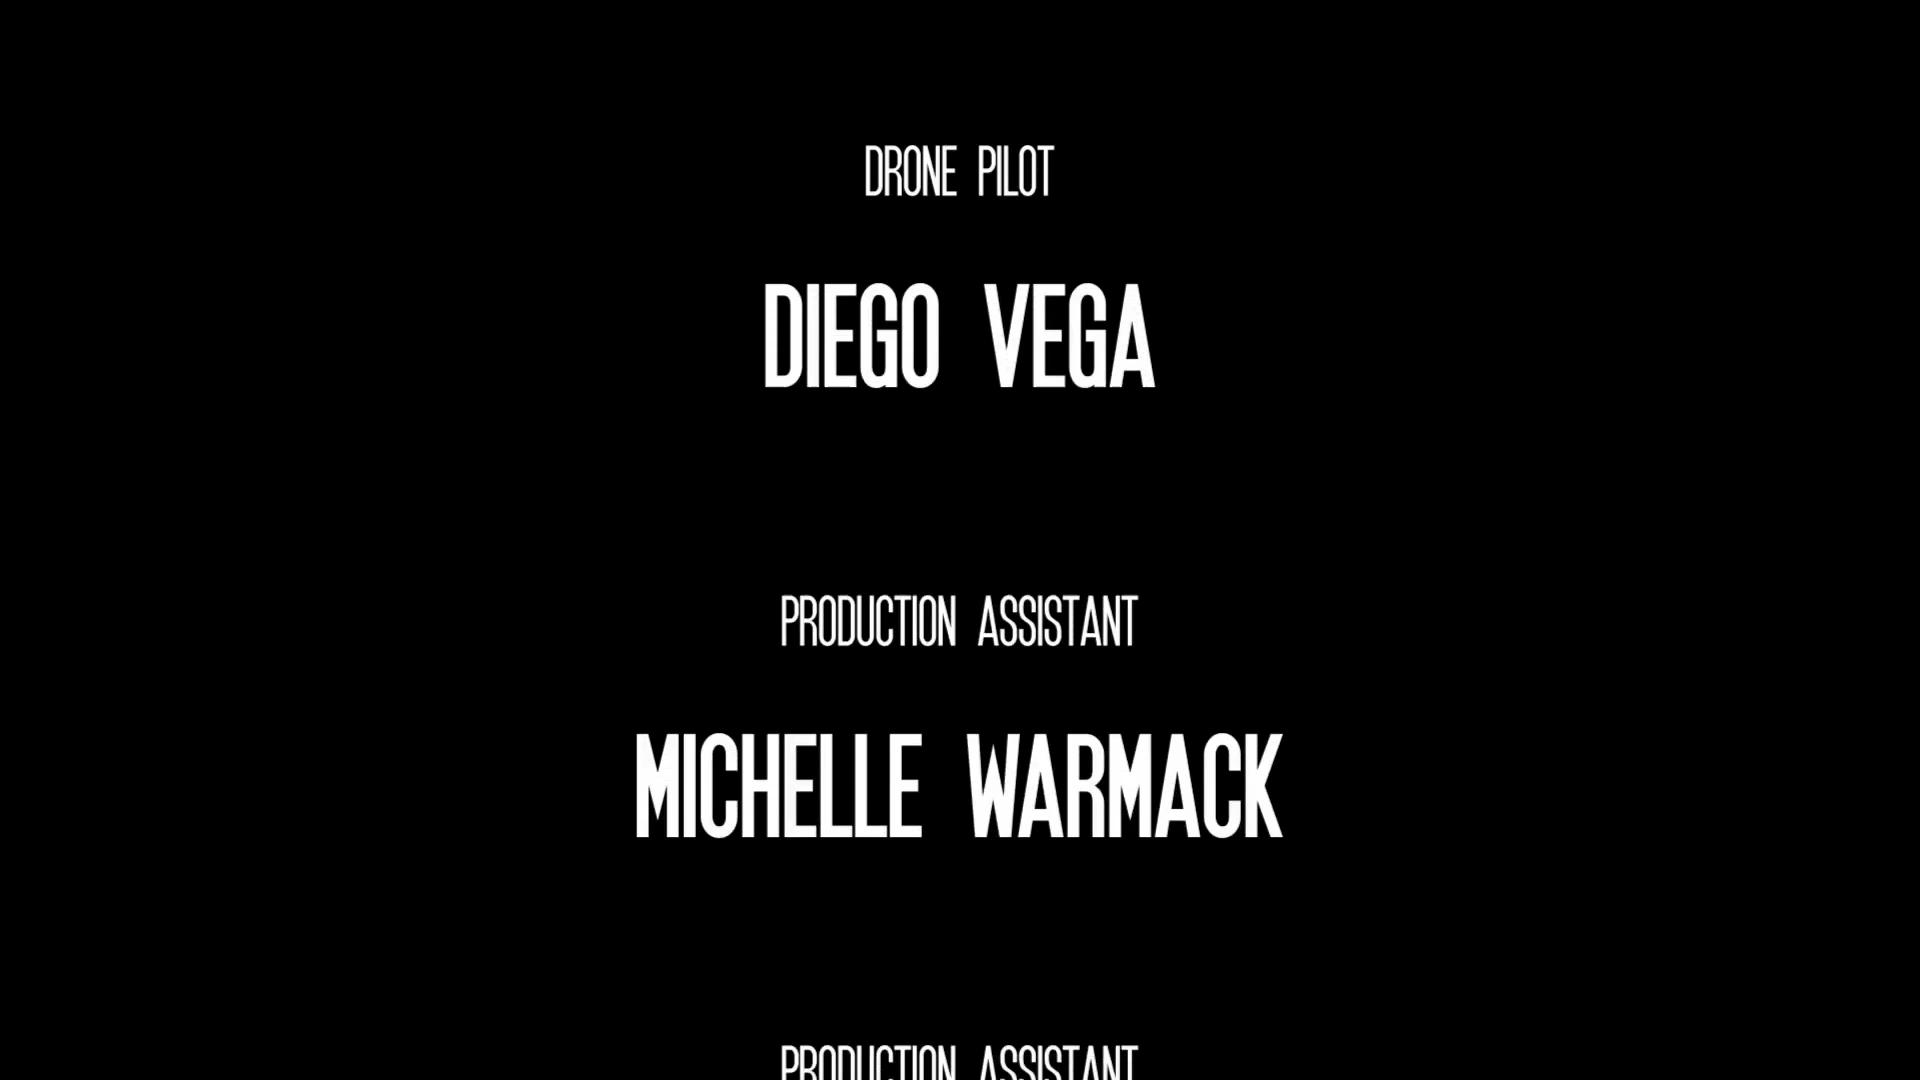 DRONE PILOT
DIEGO VEGA
PRODUCTION ASSISTANT
MICHELLE WARMACK
PRODUCTION ASSISTANT